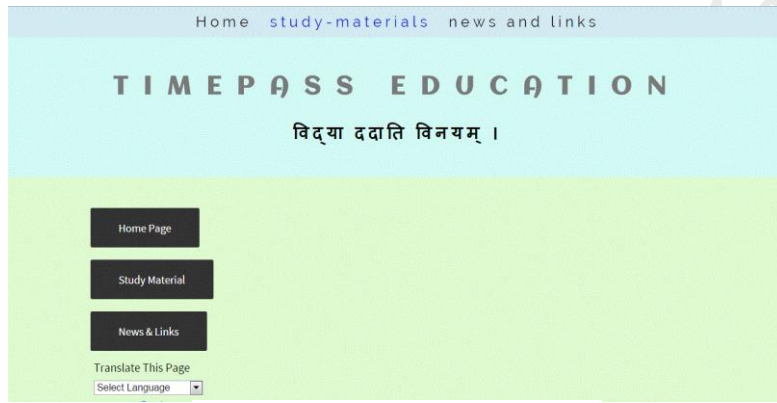 Home study-materials news and links
TIMEPASS EDUCATION
विद्या ददाति विनयम् ।
Home Page
Study Material
News & Links
Translate This Page
Select Language